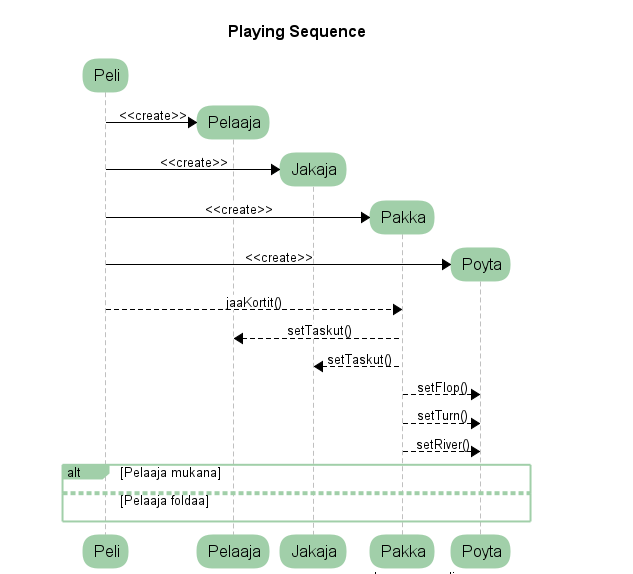 Playing Sequence
Peli
<<create>>
Pelaaja
<<create>>
Jakaja
<<create>>
Pakka
<<create>>
Poyta
jaaKortit()
setTaskut()
setTaskut()
setFlop()
setTurn()
setRiver()
alt [Pelaaja mukana]
[Pelaaja foldaa]
Peli Pelaaja Jakaja Pakka Poyta